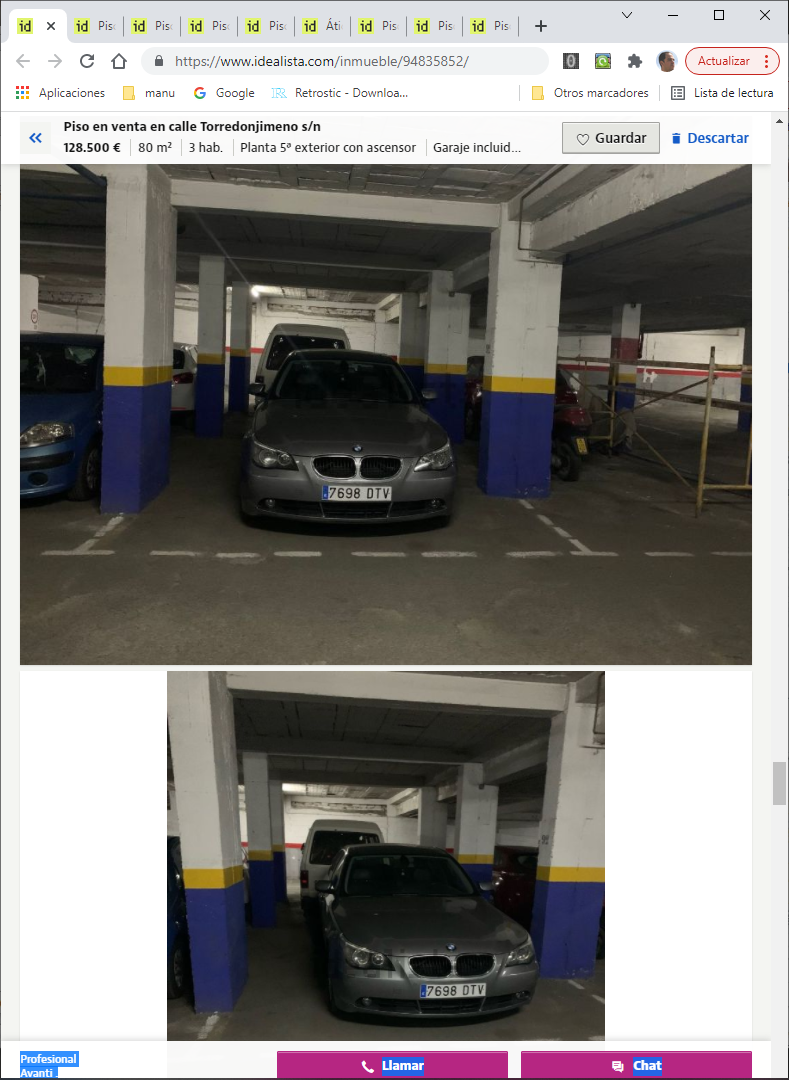 id
id Piso
id Piso
id Piso
id Piso
id Áti
id Piso
id Piso
id Piso
https://www.idealista.com/inmueble/94835852/
Actualizar
Aplicaciones
manu
Google
Retrostic - Downloa...
Otros marcadores
Lista de lectura
Piso en venta en calle Torredonjimeno s/n
128.500 € 80 m² 3 hab. Planta 5ª exterior con ascensor Garaje incluid...
Guardar
Descartar
7698 DTV
7698 DTV
Profesional
Avanti
Llamar
Chat